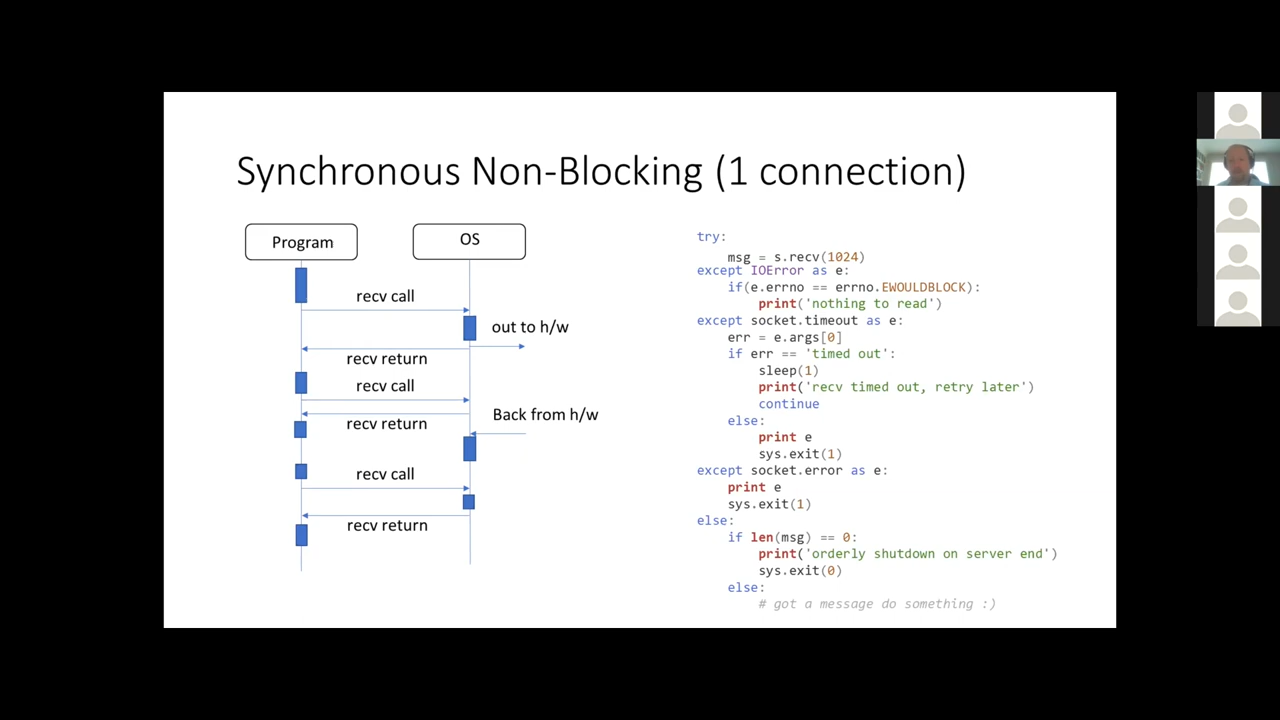 Synchronous Non-Blocking (1 connection)
Program
OS
recv call
out to h/w
recv return
recv call
Back from h/w
recv return
recv call
recv return
try:
    msg = s.recv(1024)
except IOError as e:
    if(e.errno == errno.EWOULDBLOCK):
        print('nothing to read')
except socket.timeout as e:
    err = e.args[0]
    if err == 'timed out':
        sleep(1)
        print('recv timed out, retry later')
        continue
    else:
        print e
        sys.exit(1)
except socket.error as e:
    print e
    sys.exit(1)
else:
    if len(msg) == 0:
        print('orderly shutdown on server end')
        sys.exit(0)
    else:
        # got a message do something :)